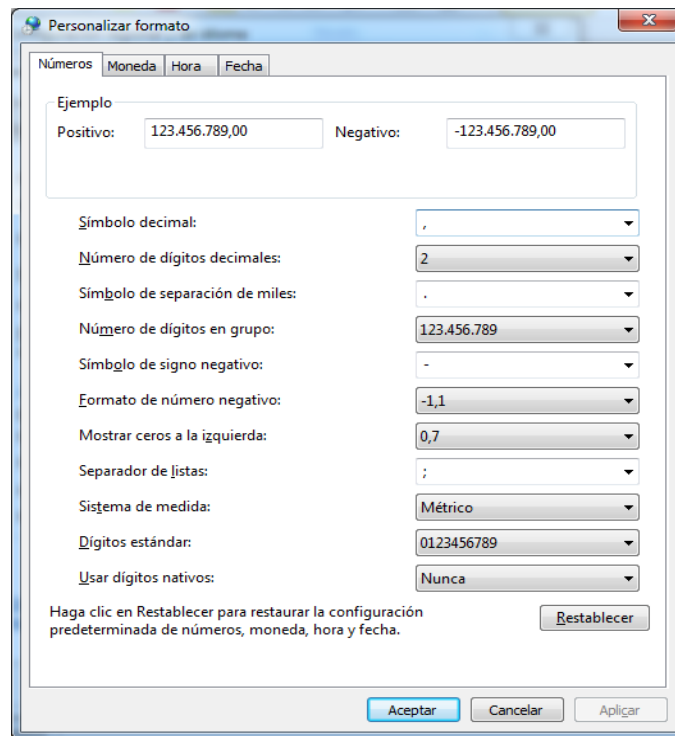 Personalizar formato
Números Moneda Hora Fecha
Ejemplo
Positivo: 123.456.789,00 Negativo: -123.456.789,00
Símbolo decimal: ,
Número de dígitos decimales: 2
Símbolo de separación de miles: .
Número de dígitos en grupo: 123.456.789
Símbolo de signo negativo: -
Formato de número negativo: -1,1
Mostrar ceros a la izquierda: 0,7
Separador de listas: ;
Sistema de medida: Métrico
Dígitos estándar: 0123456789
Usar dígitos nativos: Nunca
Haga clic en Restablecer para restaurar la configuración
predeterminada de números, moneda, hora y fecha.
Restablecer
Aceptar Cancelar Aplicar